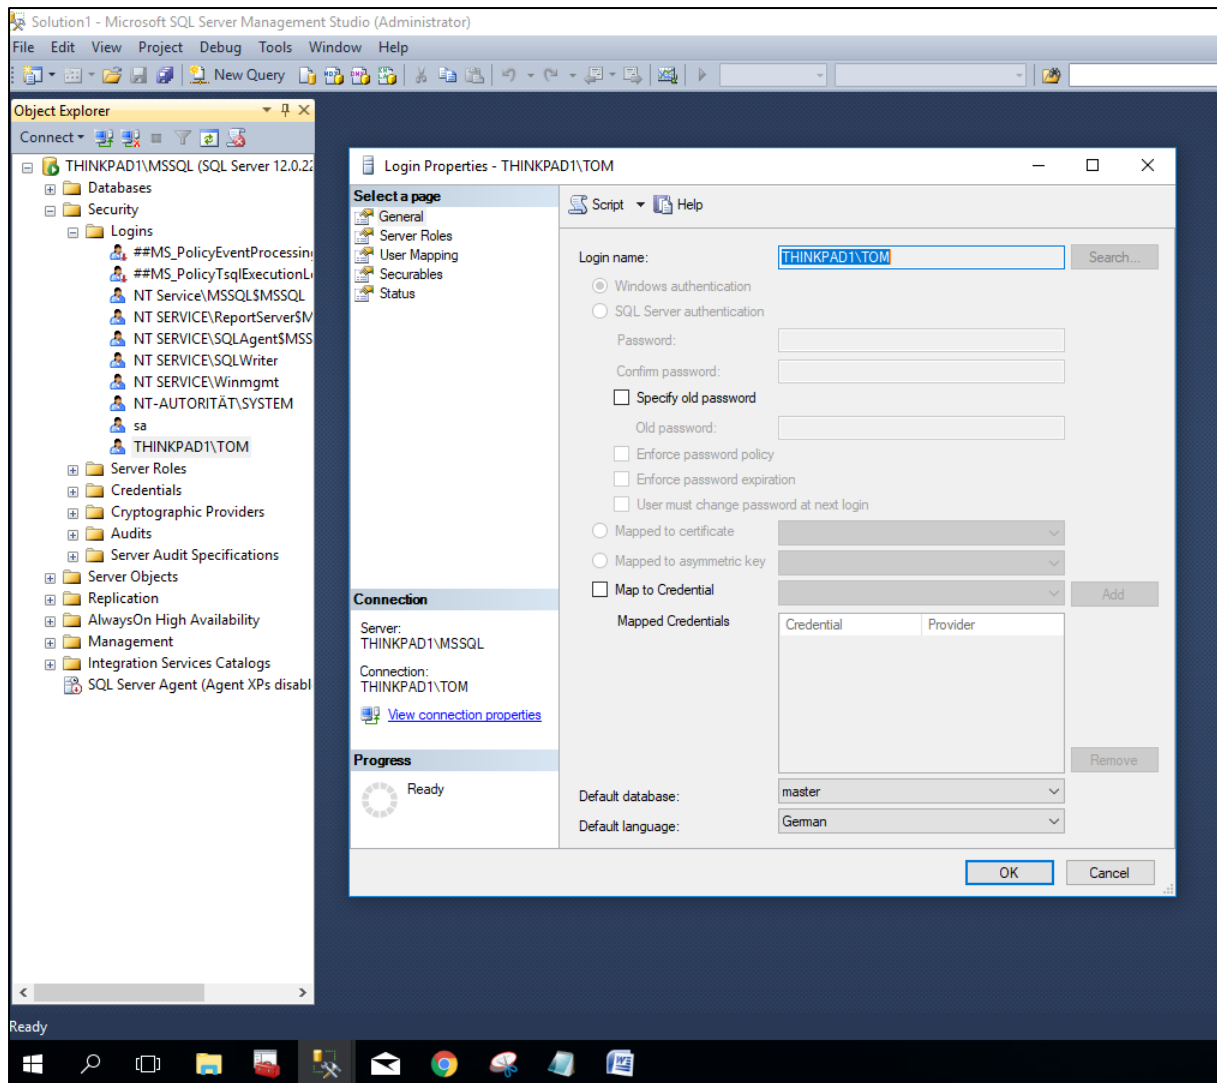 Solution1 - Microsoft SQL Server Management Studio (Administrator)
File Edit View Project Debug Tools Window Help
New Query
Object Explorer
Connect
THINKPAD1\MSSQL (SQL Server 12.0.22
Databases
Security
Logins
##MS_PolicyEventProcessin
##MS_PolicyTsqlExecutionL
NT Service\MSSQL$MSSQL
NT SERVICE\ReportServer$M
NT SERVICE\SQLAgent$MSS
NT SERVICE\SQLWriter
NT SERVICE\Winmgmt
NT-AUTORITÄT\SYSTEM
sa
THINKPAD1\TOM
Server Roles
Credentials
Cryptographic Providers
Audits
Server Audit Specifications
Server Objects
Replication
AlwaysOn High Availability
Management
Integration Services Catalogs
SQL Server Agent (Agent XPs disabl
Ready
Login Properties - THINKPAD1\TOM
Select a page
General
Server Roles
User Mapping
Securables
Status
Connection
Server:
THINKPAD1\MSSQL
Connection:
THINKPAD1\TOM
View connection properties
Progress
Ready
Script Help
Login name: THINKPAD1\TOM Search...
Windows authentication
SQL Server authentication
Password:
Confirm password:
Specify old password
Old password:
Enforce password policy
Enforce password expiration
User must change password at next login
Mapped to certificate
Mapped to asymmetric key
Map to Credential Add
Mapped Credentials Credential Provider
Remove
Default database: master
Default language: German
OK Cancel